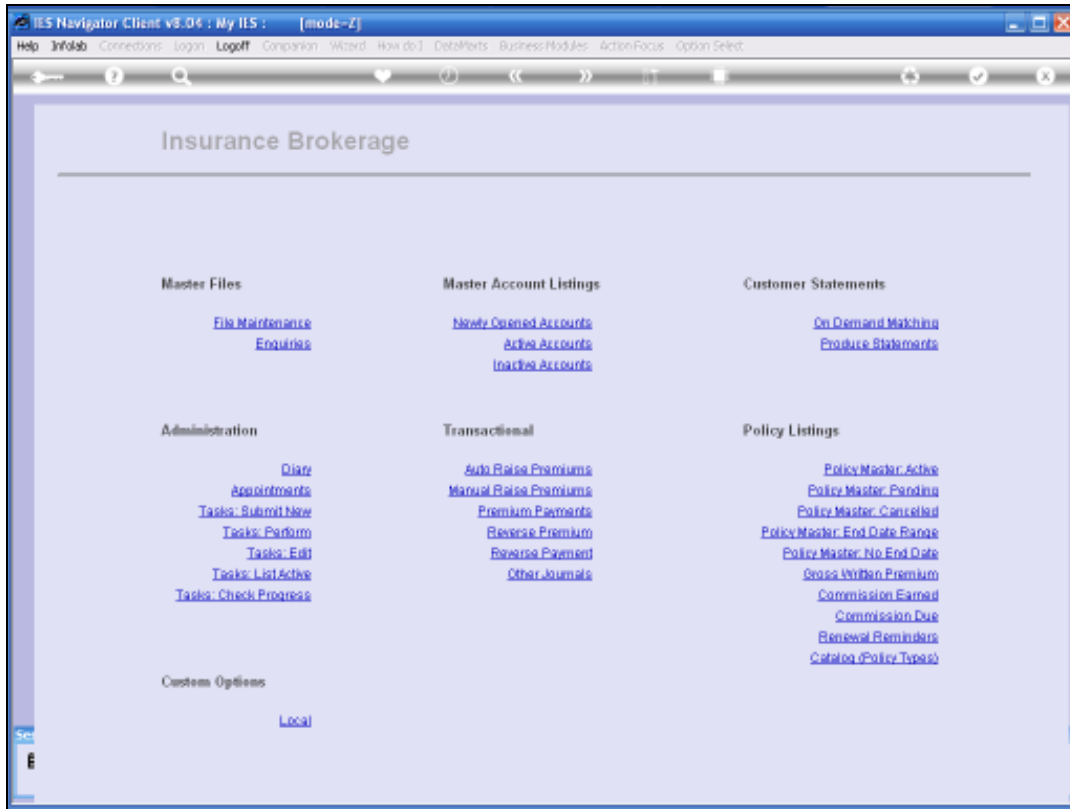 IES Navigator Client v8.04 : My IES : [mode=Z]
Help Infolab Connections Logon Logoff Companion Wizard How do I DataAlerts Business Modules Action Focus Option Select
Insurance Brokerage
Master Files
File Maintenance
Enquiries
Master Account Listings
Newly Opened Accounts
Active Accounts
Inactive Accounts
Customer Statements
On Demand Matching
Produce Statements
Administration
Diary
Appointments
Tasks: Submit New
Tasks: Perform
Tasks: Edit
Tasks: List Active
Tasks: Check Progress
Transactional
Auto Raise Premiums
Manual Raise Premiums
Premium Payments
Reverse Premium
Reverse Payment
Other Journals
Policy Listings
Policy Master: Active
Policy Master: Pending
Policy Master: Cancelled
Policy Master: End Date Range
Policy Master: No End Date
Gross Written Premium
Commission Earned
Commission Due
Renewal Reminders
Catalog (Policy Types)
Custom Options
Local